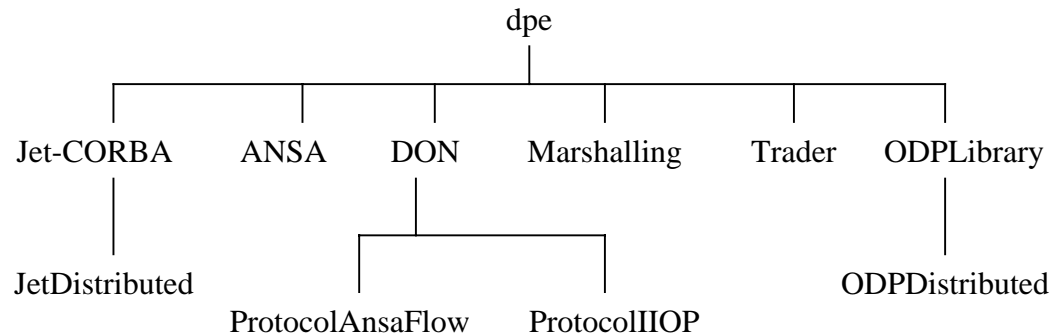 dpe
Jet-CORBA ANSA DON Marshalling Trader ODPLibrary
JetDistributed ODPDistributed
ProtocolAnsaFlow ProtocolIIOP